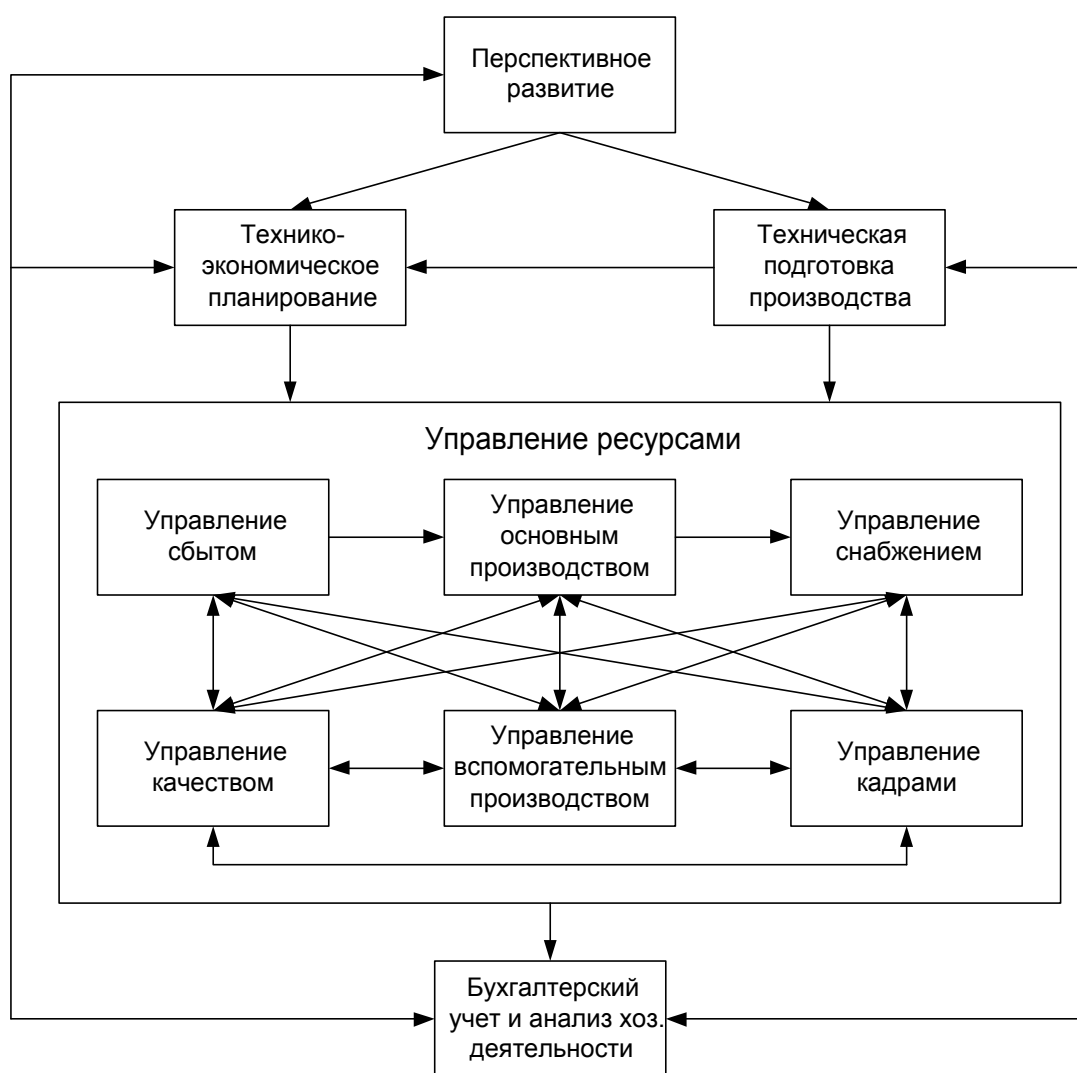 Перспективное
развитие
Технико-
экономическое
планирование
Техническая
подготовка
производства
Управление ресурсами
Управление
сбытом
Управление
основным
производством
Управление
снабжением
Управление
качеством
Управление
вспомогательным
производством
Управление
кадрами
Бухгалтерский
учет и анализ хоз.
деятельности